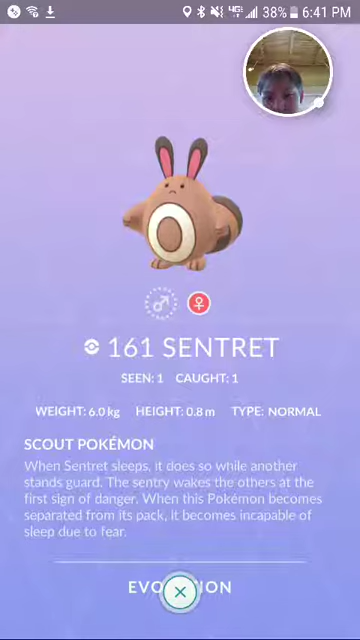 4G 38% 6:41 PM
161 SENTRET
SEEN: 1 CAUGHT: 1
WEIGHT: 6.0 kg HEIGHT: 0.8 m TYPE: NORMAL
SCOUT POKÉMON
When Sentret sleeps, it does so while another
stands guard. The sentry wakes the others at the
first sign of danger. When this Pokémon becomes
separated from its pack, it becomes incapable of
sleep due to fear.